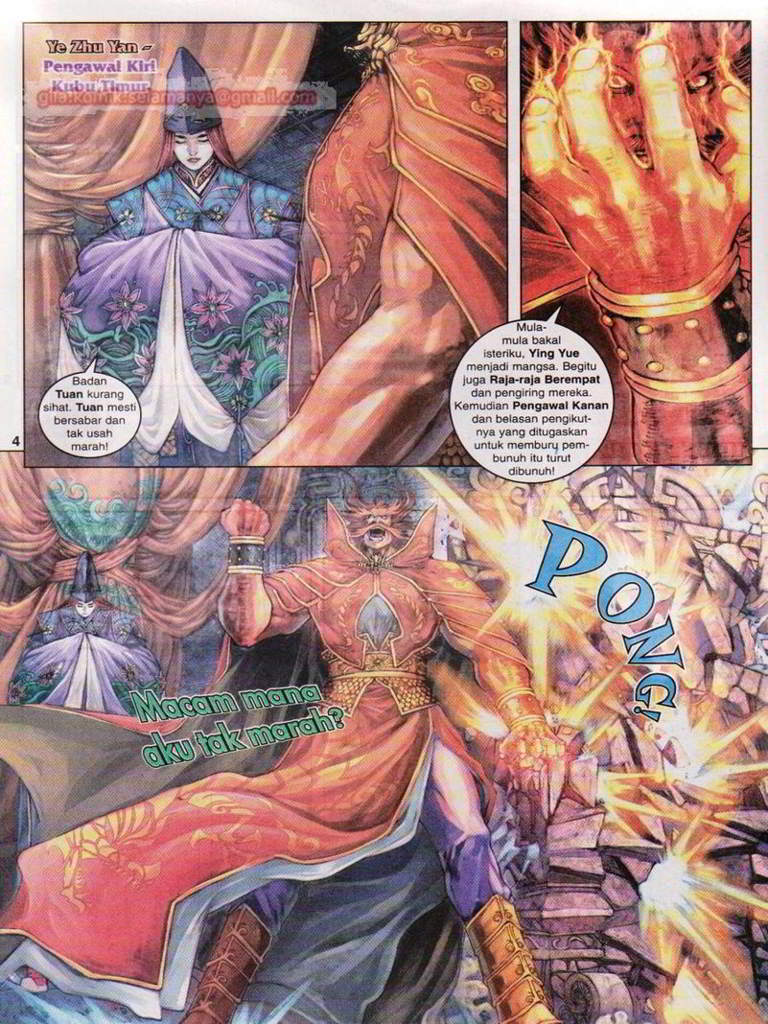 Ye Zhu Yan -
Pengawal Kiri
Kubu Timur
gila.komik.selamanya@gmail.com
Badan
Tuan kurang
sihat. Tuan mesti
bersabar dan
tak usah
marah!
Mula-
mula bakal
isteriku, Ying Yue
menjadi mangsa. Begitu
juga Raja-raja Berempat
dan pengiring mereka.
Kemudian Pengawal Kanan
dan belasan pengikut-
nya yang ditugaskan
untuk memburu pem-
bunuh itu turut
dibunuh!
4
PONG!
Macam mana
aku tak marah?